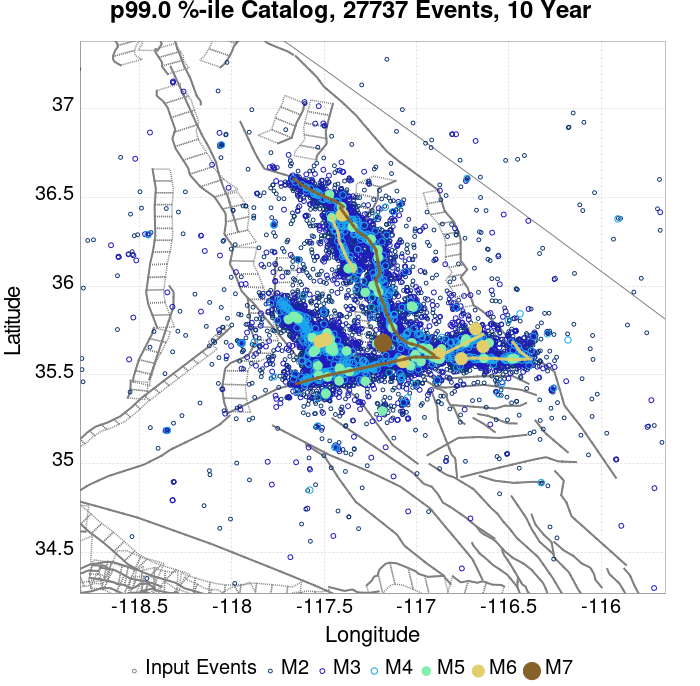 p99.0 %-ile Catalog, 27737 Events, 10 Year
37
36.5
36
35.5
35
34.5
Latitude
-118.5 -118 -117.5 -117 -116.5 -116
Longitude
Input Events M2 M3 M4 M5 M6 M7